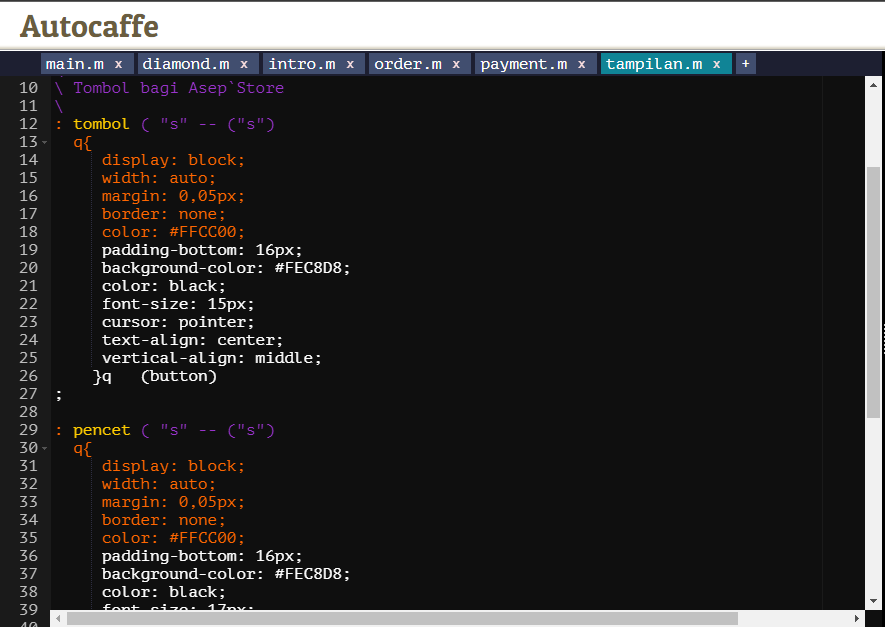 Autocaffe
main.m x diamond.m x intro.m x order.m x payment.m x tampilan.m x +
10 \ Tombol bagi Asep`Store
11 \
12 : tombol ( "s" -- ("s")
13 q{
14 display: block;
15 width: auto;
16 margin: 0,05px;
17 border: none;
18 color: #FFCC00;
19 padding-bottom: 16px;
20 background-color: #FEC8D8;
21 color: black;
22 font-size: 15px;
23 cursor: pointer;
24 text-align: center;
25 vertical-align: middle;
26 }q (button)
27 ;
28
29 : pencet ( "s" -- ("s")
30 q{
31 display: block;
32 width: auto;
33 margin: 0,05px;
34 border: none;
35 color: #FFCC00;
36 padding-bottom: 16px;
37 background-color: #FEC8D8;
38 color: black;
39 font-size: 17px;
40